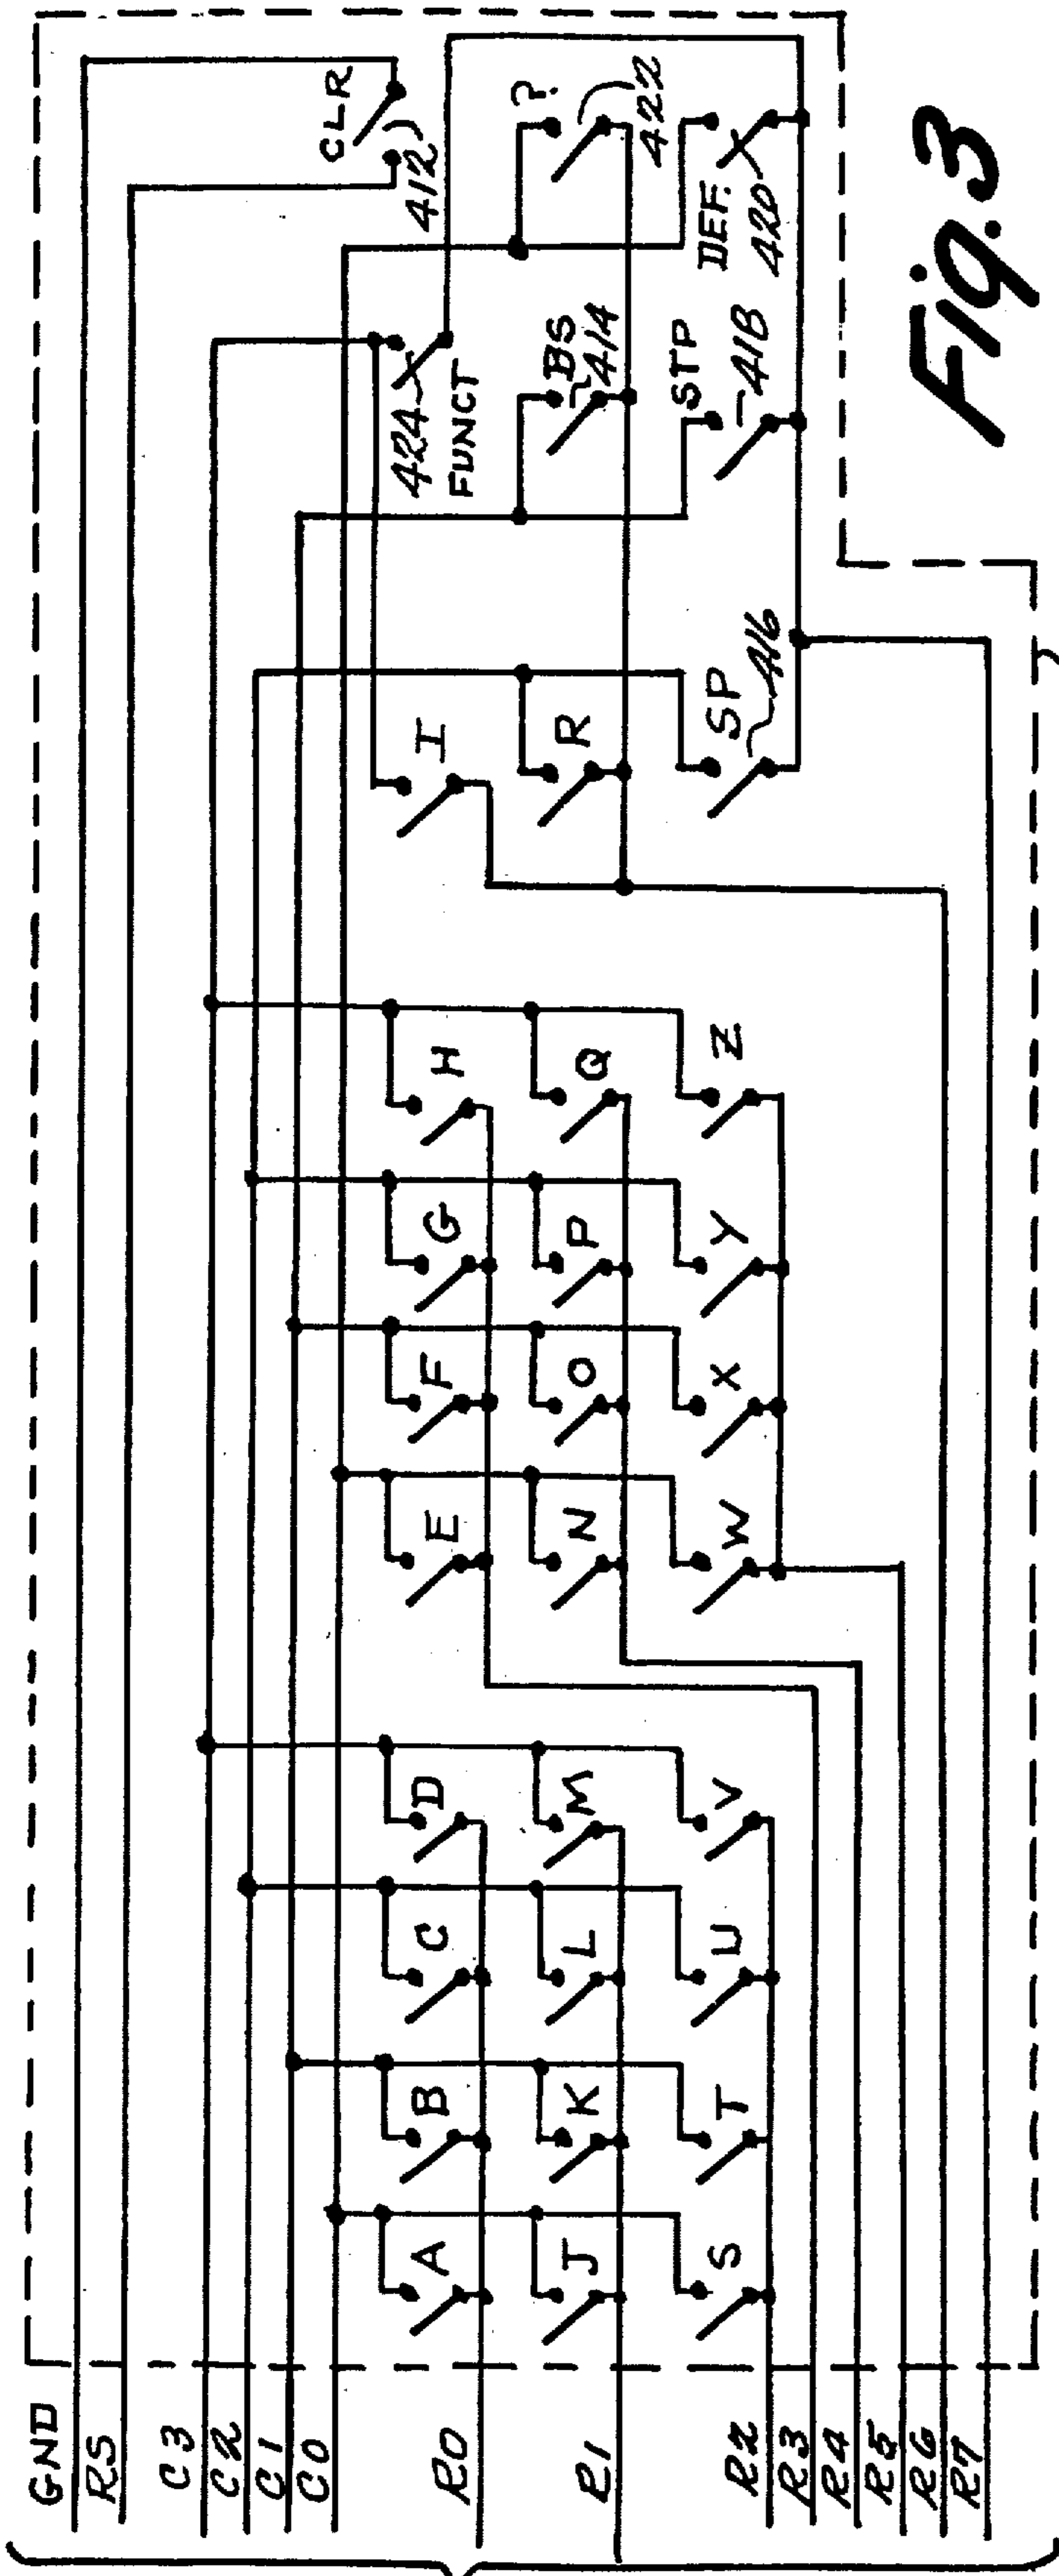 GND
RS
C3
C2
C1
C0
R0
R1
R2
R3
R4
R5
R6
R7
A B C D E F G H I
424 FUNCT
CLR
412
J K L M N O P Q R
BS
414
?
422
S T U V W X Y Z
SP
416
STP
418
DEF.
420
Fig. 3